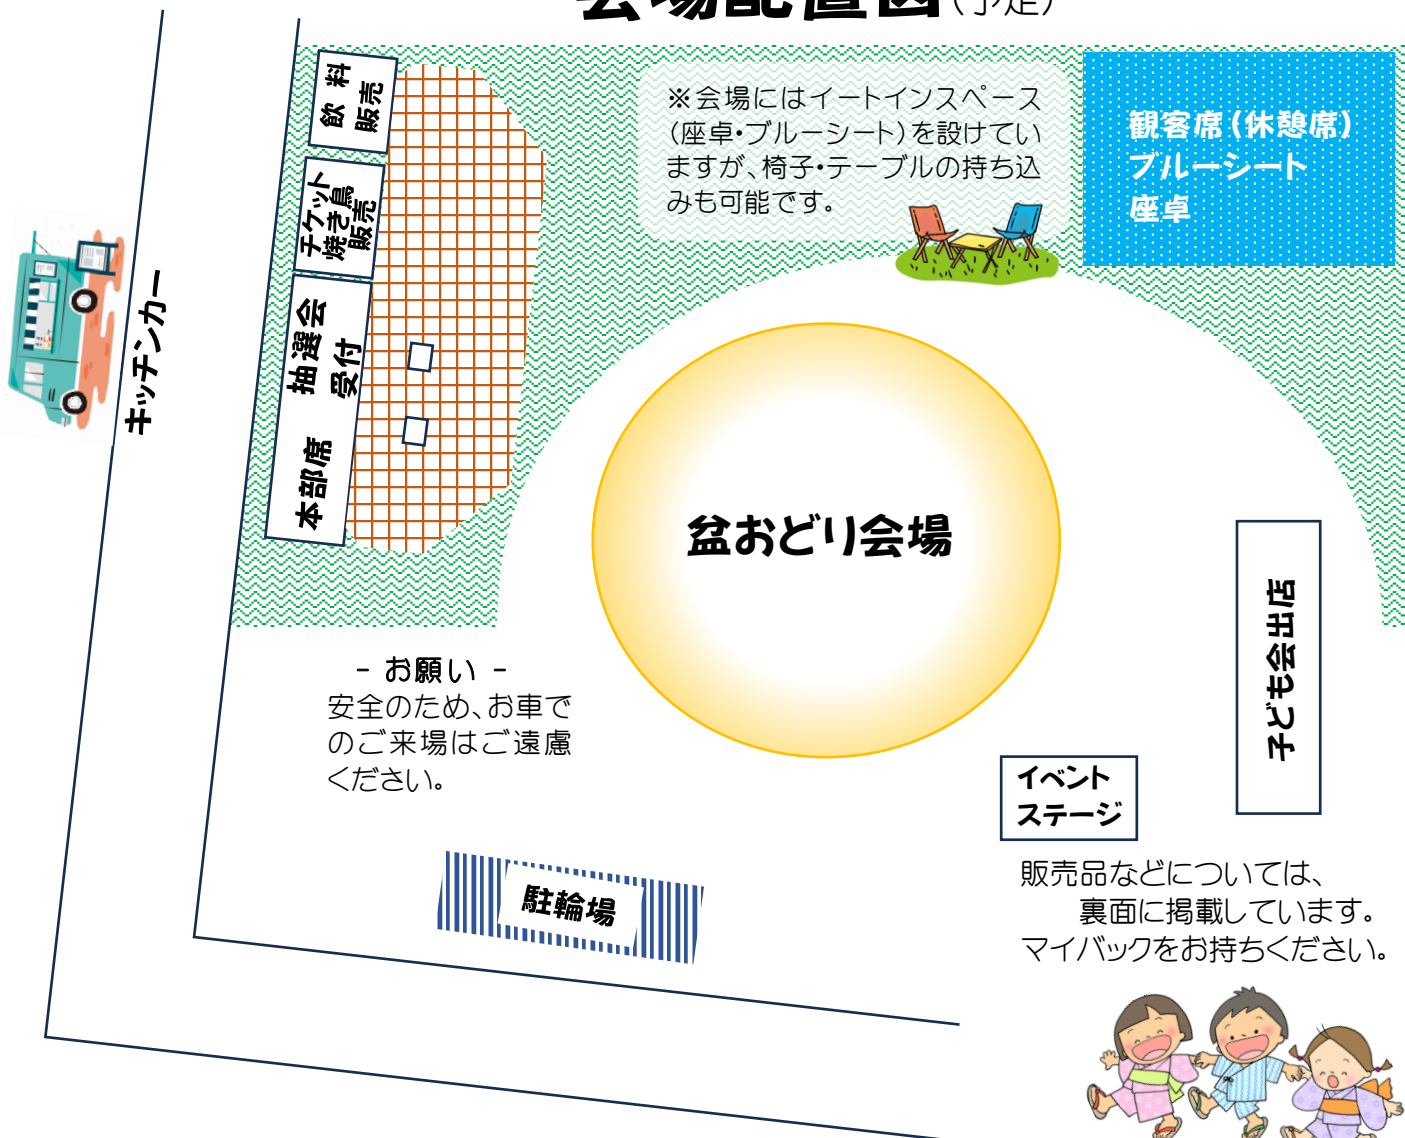 会場配置図(予定)
飲料
販売
チケット
焼き鳥
販売
抽選会
受付
本部席
キッチンカー
※会場にはイートインスペース
(座卓・ブルーシート)を設けてい
ますが、椅子・テーブルの持ち込
みも可能です。
観客席(休憩席)
ブルーシート
座卓
盆おどり会場
子ども会出店
- お願い -
安全のため、お車で
のご来場はご遠慮
ください。
イベント
ステージ
駐輪場
販売品などについては、
裏面に掲載しています。
マイバックをお持ちください。